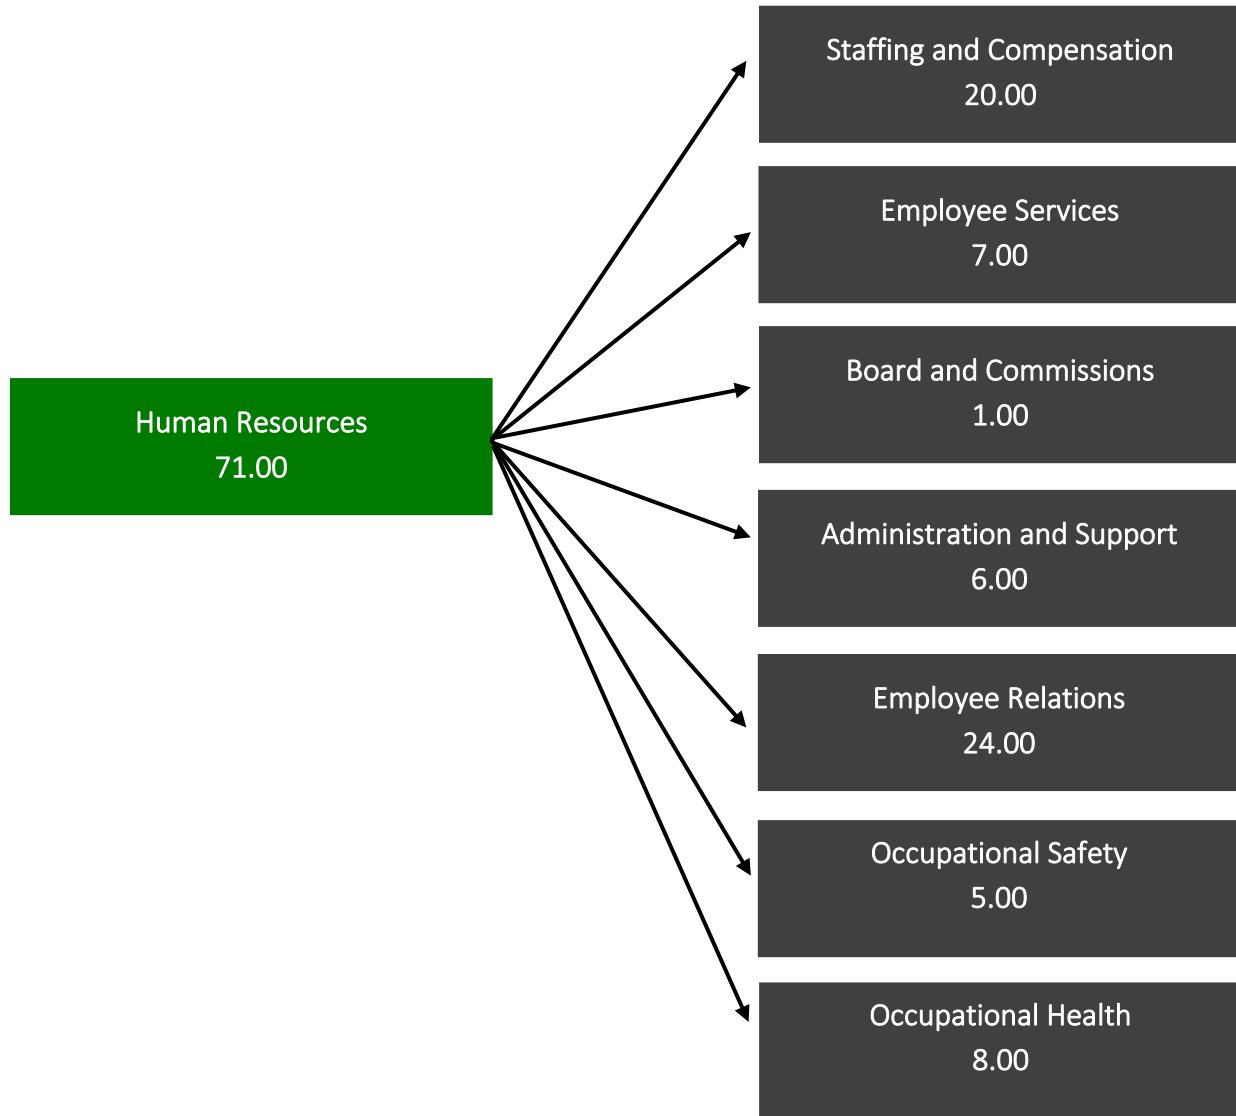 Human Resources
71.00
Staffing and Compensation
20.00
Employee Services
7.00
Board and Commissions
1.00
Administration and Support
6.00
Employee Relations
24.00
Occupational Safety
5.00
Occupational Health
8.00